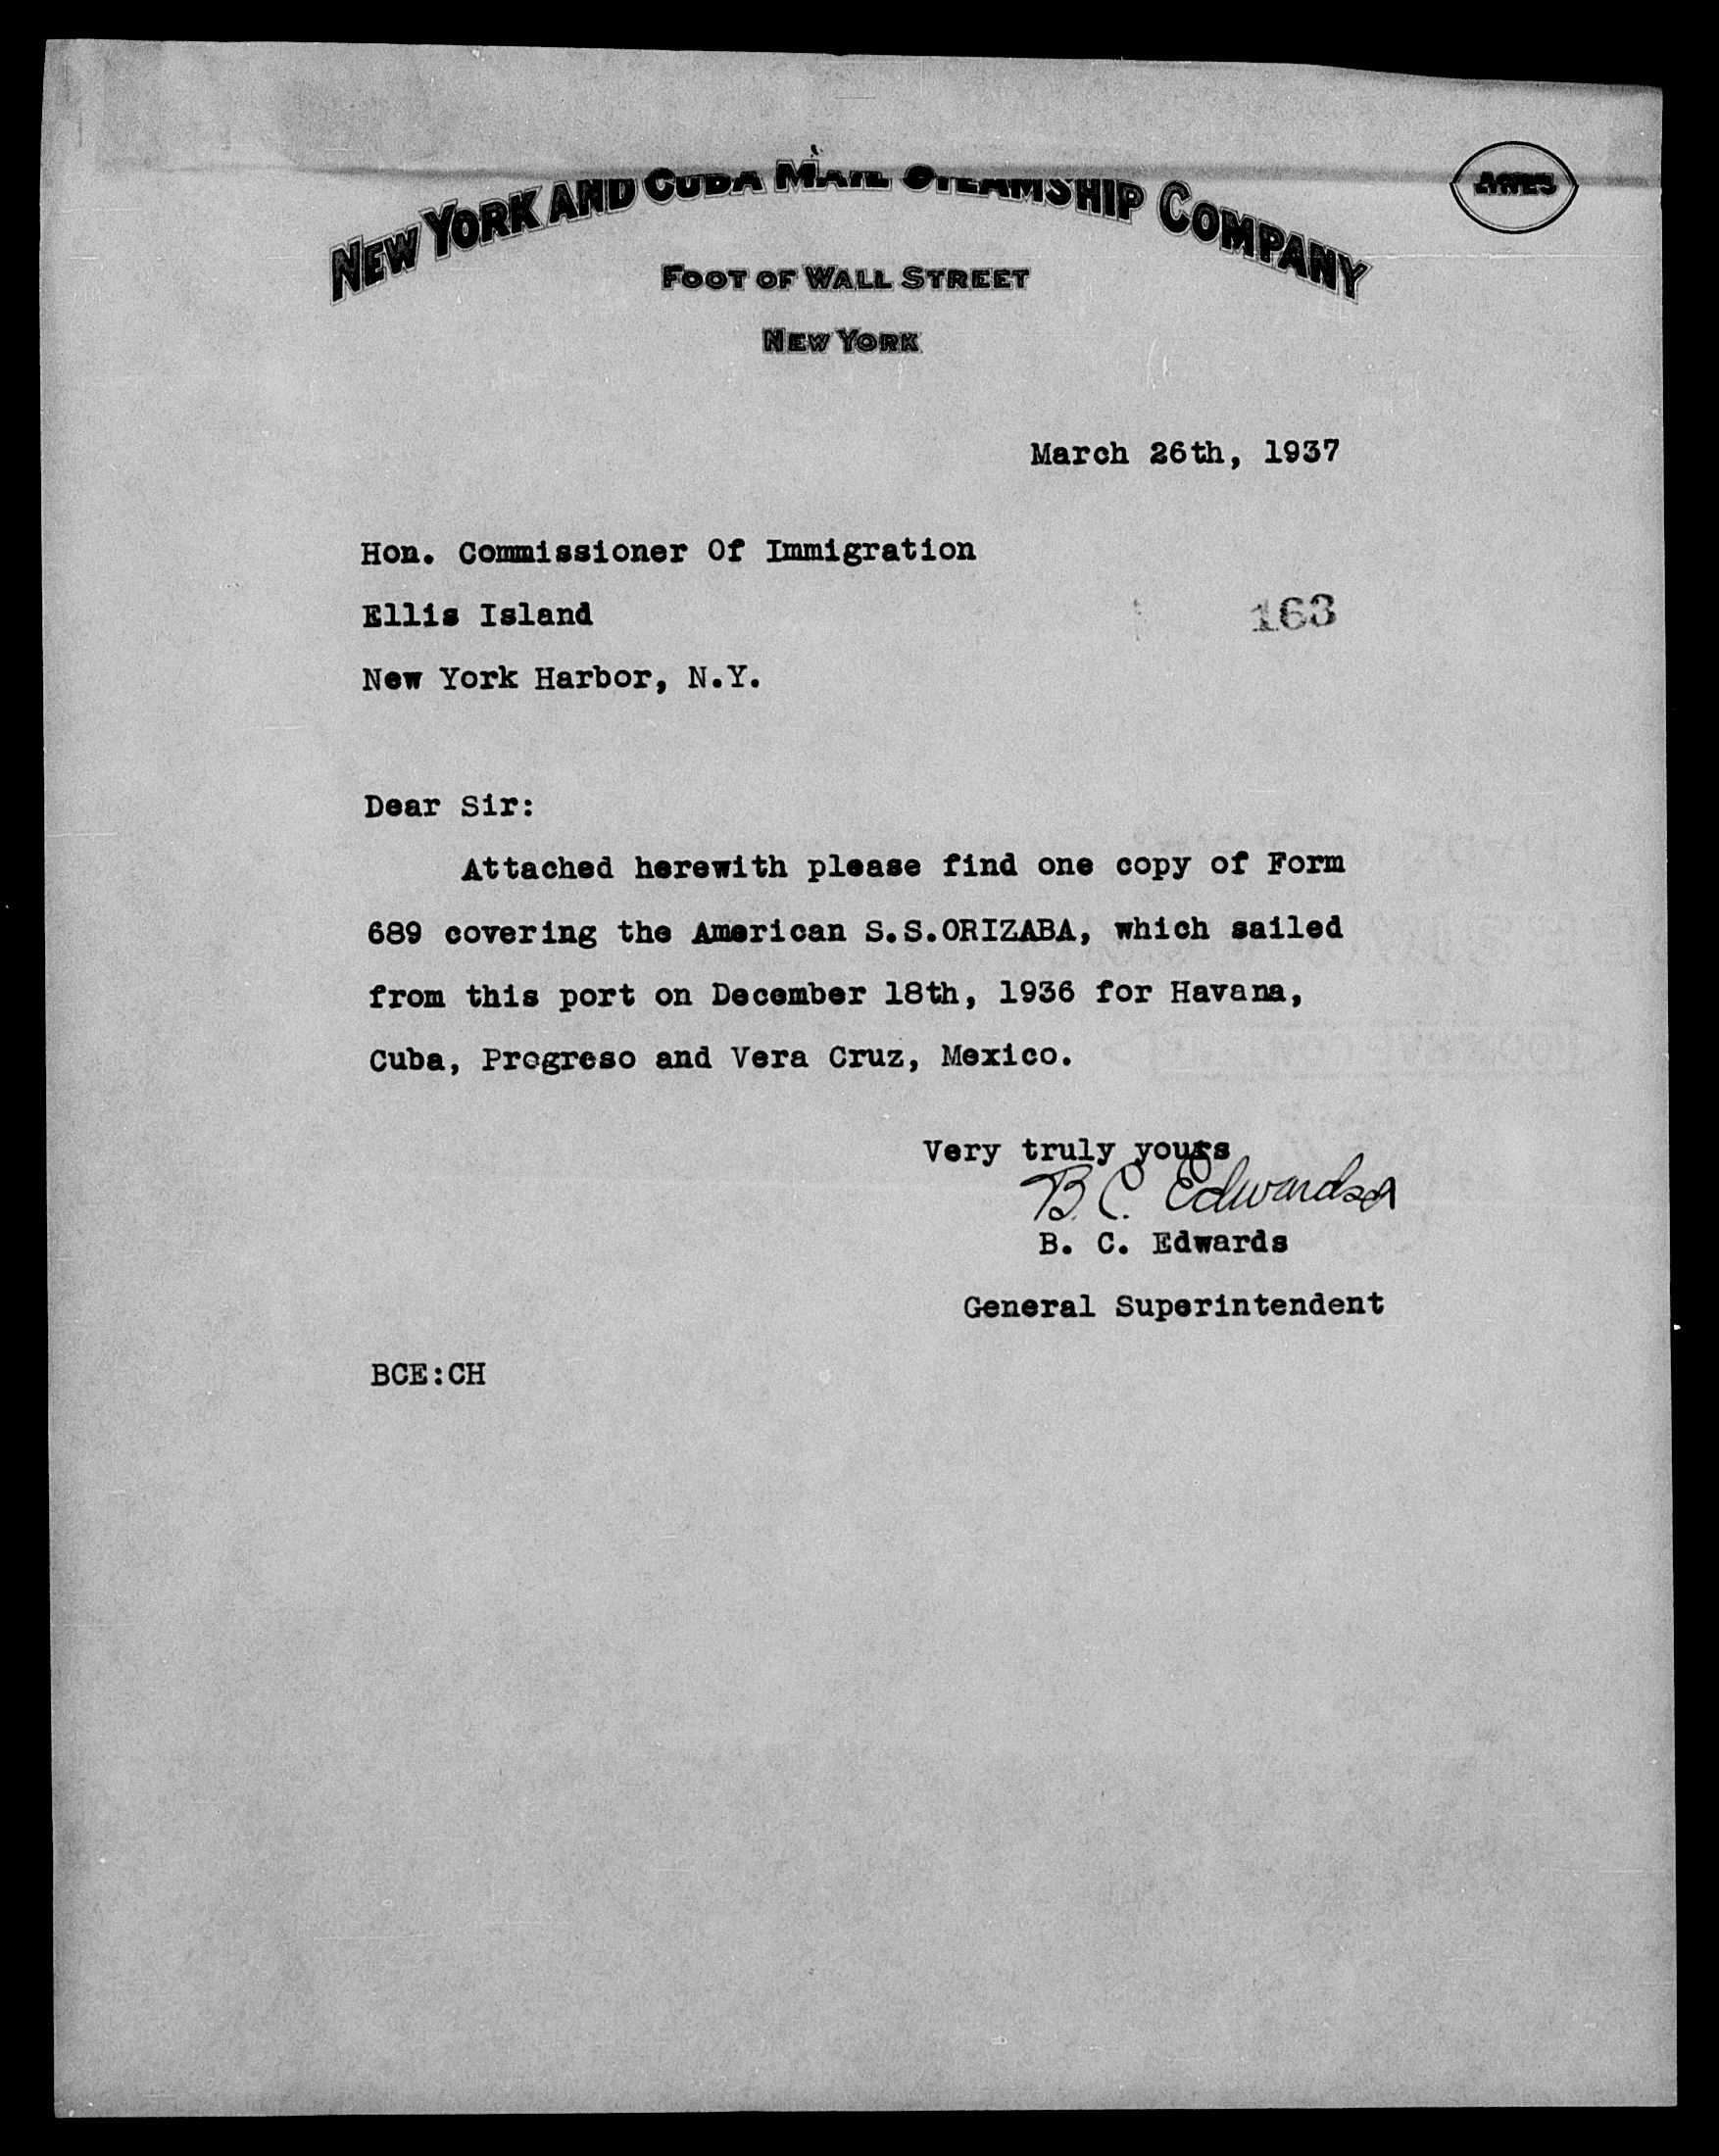 New York and Cuba Mail Steamship Company
Foot of Wall Street
New York
March 26th, 1937
Hon. Commissioner Of Immigration
Ellis Island
163
New York Harbor, N.Y.
Dear Sir:
Attached herewith please find one copy of Form
689 covering the American S.S.ORIZABA, which sailed
from this port on December 18th, 1936 for Havana,
Cuba, Progreso and Vera Cruz, Mexico.
Very truly yours
B. C. Edwards
B. C. Edwards
General Superintendent
BCE:CH